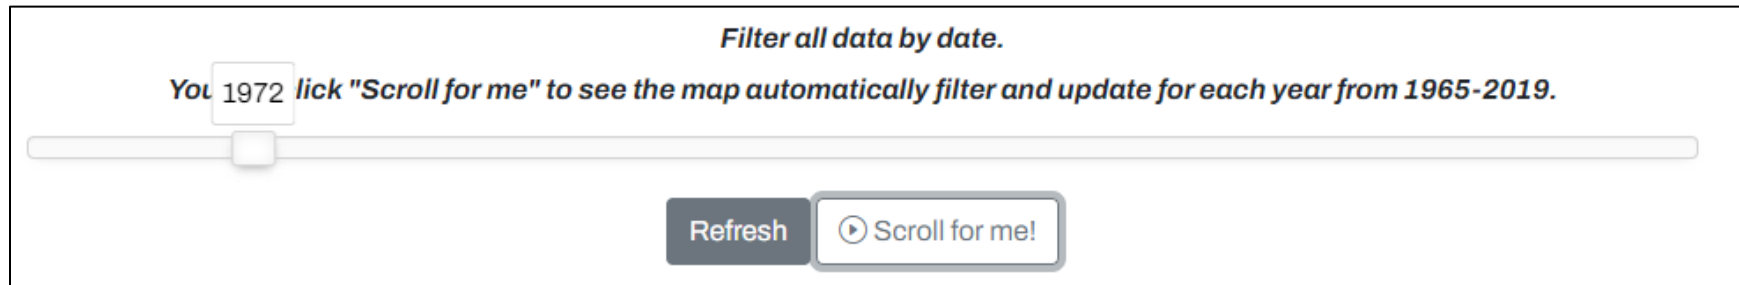 Filter all data by date.
1972
lick "Scroll for me" to see the map automatically filter and update for each year from 1965-2019.
Refresh
Scroll for me!